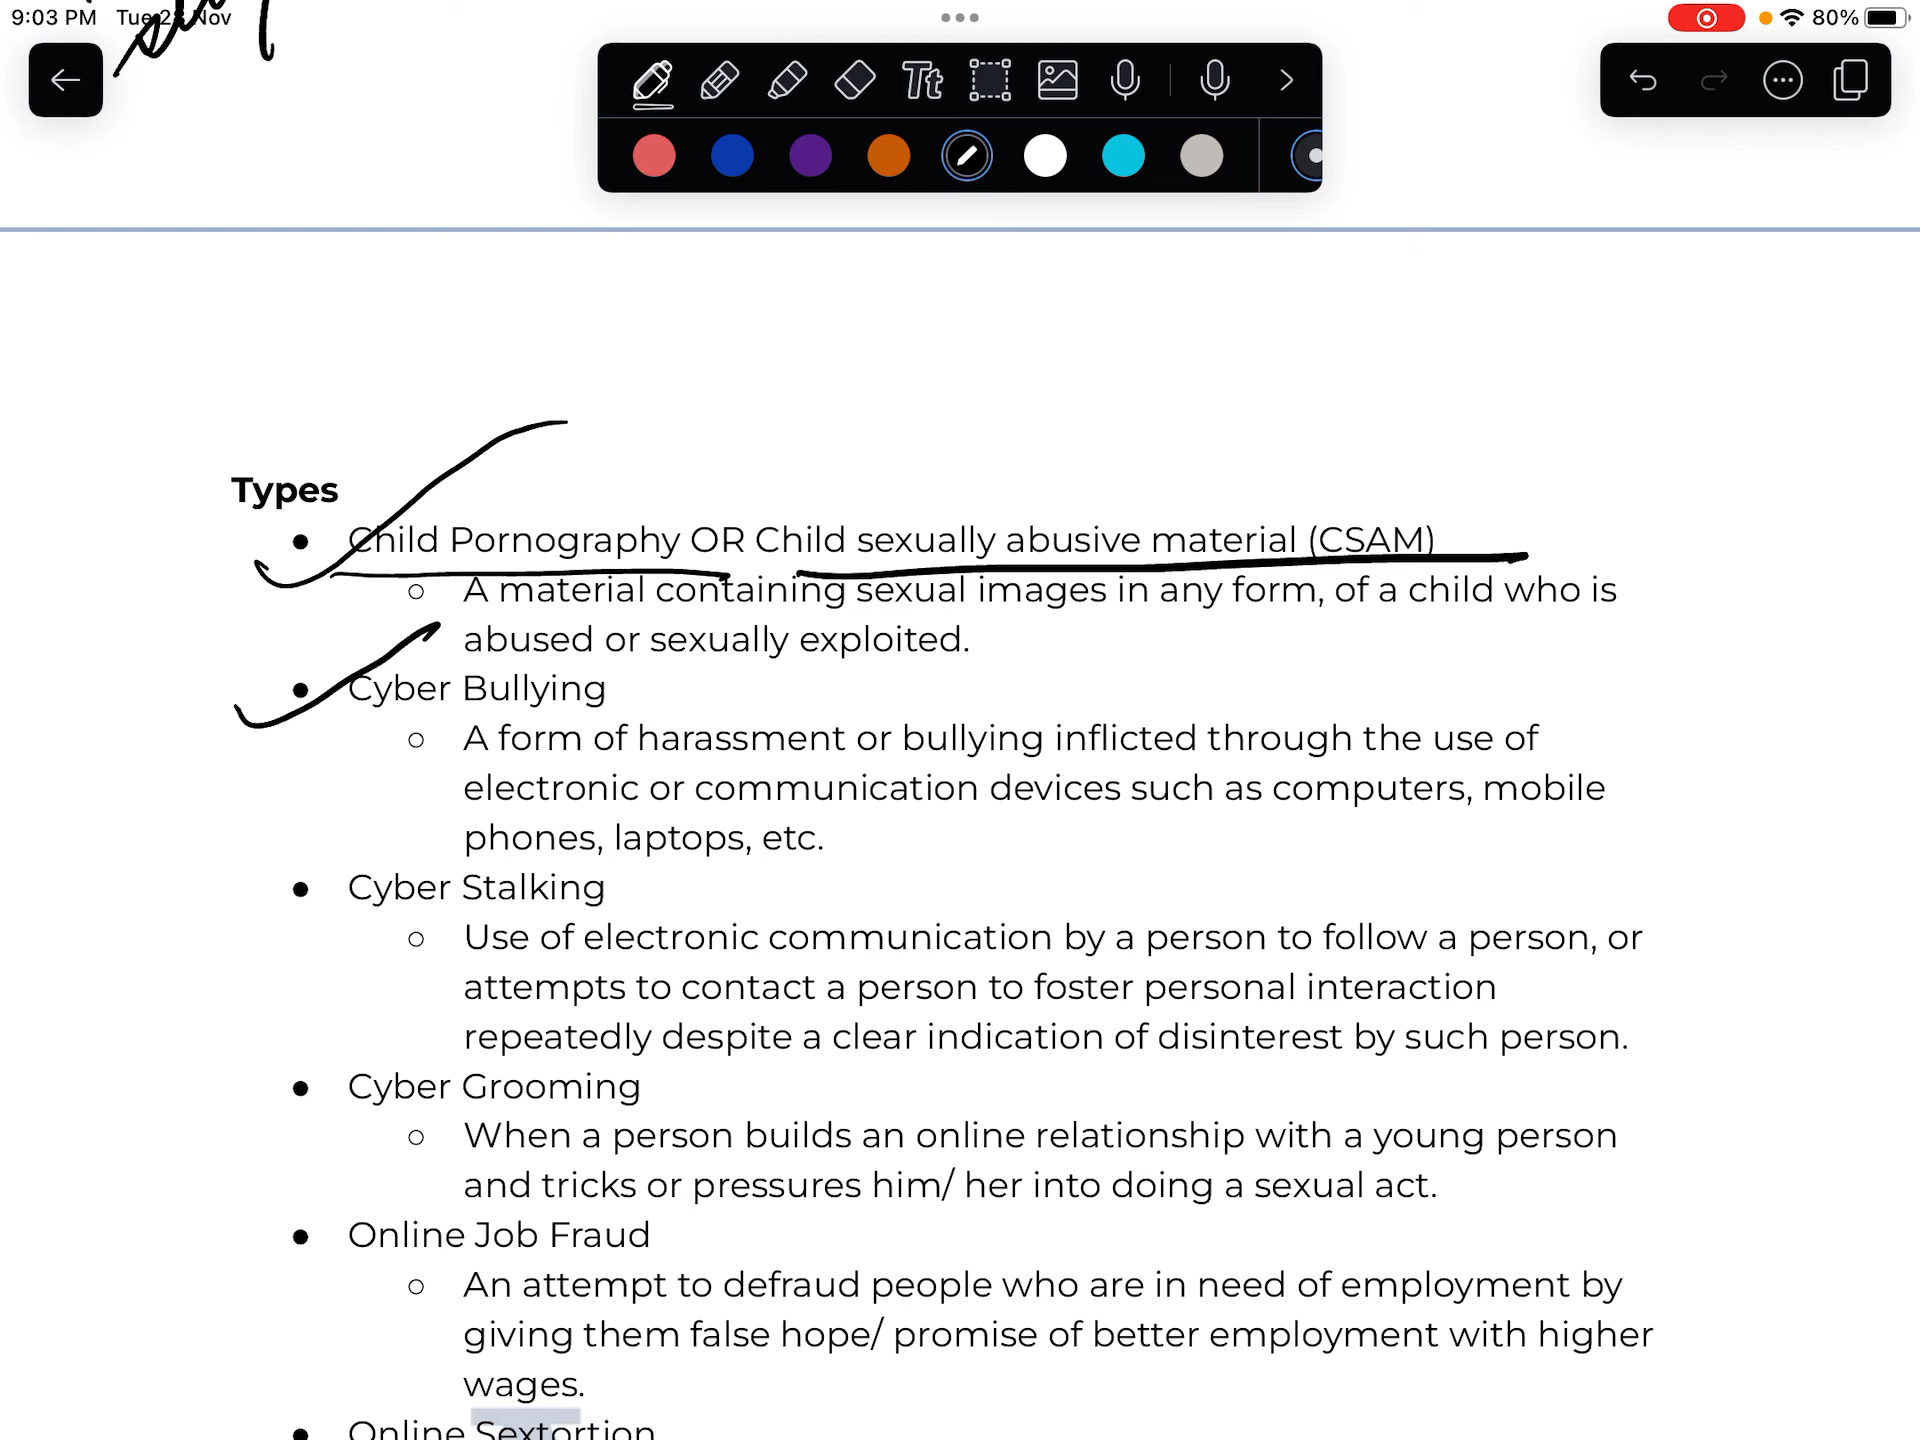 9:03 PM Tue 28 Nov
80%
Tt
Types
● Child Pornography OR Child sexually abusive material (CSAM)
○ A material containing sexual images in any form, of a child who is
abused or sexually exploited.
● Cyber Bullying
○ A form of harassment or bullying inflicted through the use of
electronic or communication devices such as computers, mobile
phones, laptops, etc.
● Cyber Stalking
○ Use of electronic communication by a person to follow a person, or
attempts to contact a person to foster personal interaction
repeatedly despite a clear indication of disinterest by such person.
● Cyber Grooming
○ When a person builds an online relationship with a young person
and tricks or pressures him/ her into doing a sexual act.
● Online Job Fraud
○ An attempt to defraud people who are in need of employment by
giving them false hope/ promise of better employment with higher
wages.
● Online Sextortion